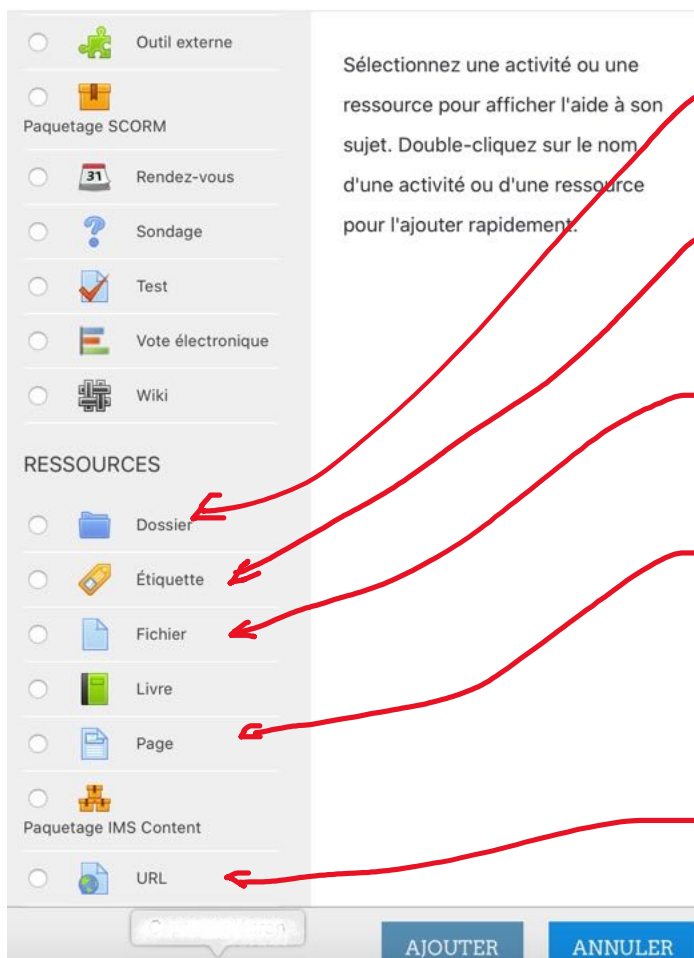 Outil externe
Paquetage SCORM
31
Rendez-vous
Sondage
Test
Vote électronique
Wiki
RESSOURCES
Dossier
Étiquette
Fichier
Livre
Page
Paquetage IMS Content
URL
Sélectionnez une activité ou une
ressource pour afficher l'aide à son
sujet. Double-cliquez sur le nom
d'une activité ou d'une ressource
pour l'ajouter rapidement.
AJOUTER
ANNULER